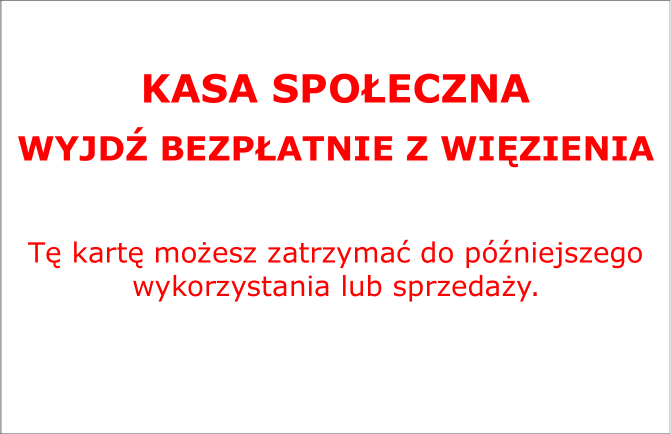 KASA SPOŁECZNA
WYJDŹ BEZPŁATNIE Z WIĘZIENIA
Tę kartę możesz zatrzymać do późniejszego
wykorzystania lub sprzedaży.